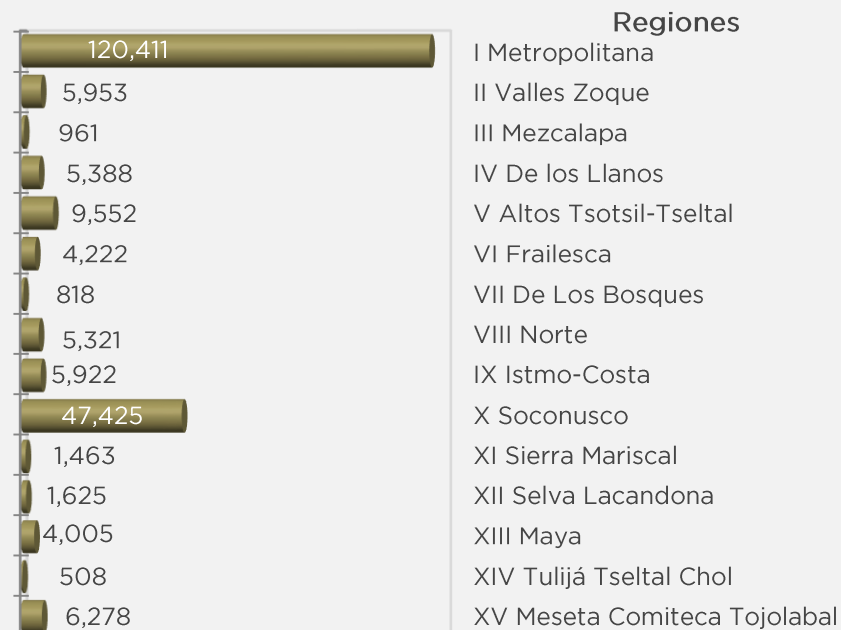 Regiones
120,411 I Metropolitana
5,953 II Valles Zoque
961 III Mezcalapa
5,388 IV De los Llanos
9,552 V Altos Tsotsil-Tseltal
4,222 VI Frailesca
818 VII De Los Bosques
5,321 VIII Norte
5,922 IX Istmo-Costa
47,425 X Soconusco
1,463 XI Sierra Mariscal
1,625 XII Selva Lacandona
4,005 XIII Maya
508 XIV Tulijá Tseltal Chol
6,278 XV Meseta Comiteca Tojolabal